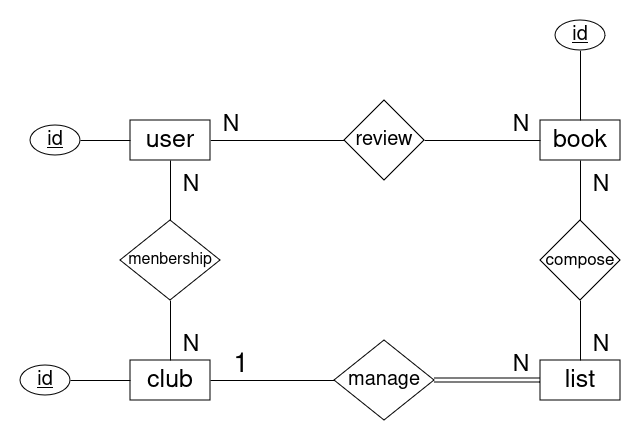 id
id
user
N
review
N
book
N
N
menbership
compose
N
N
id
club
1
manage
N
list